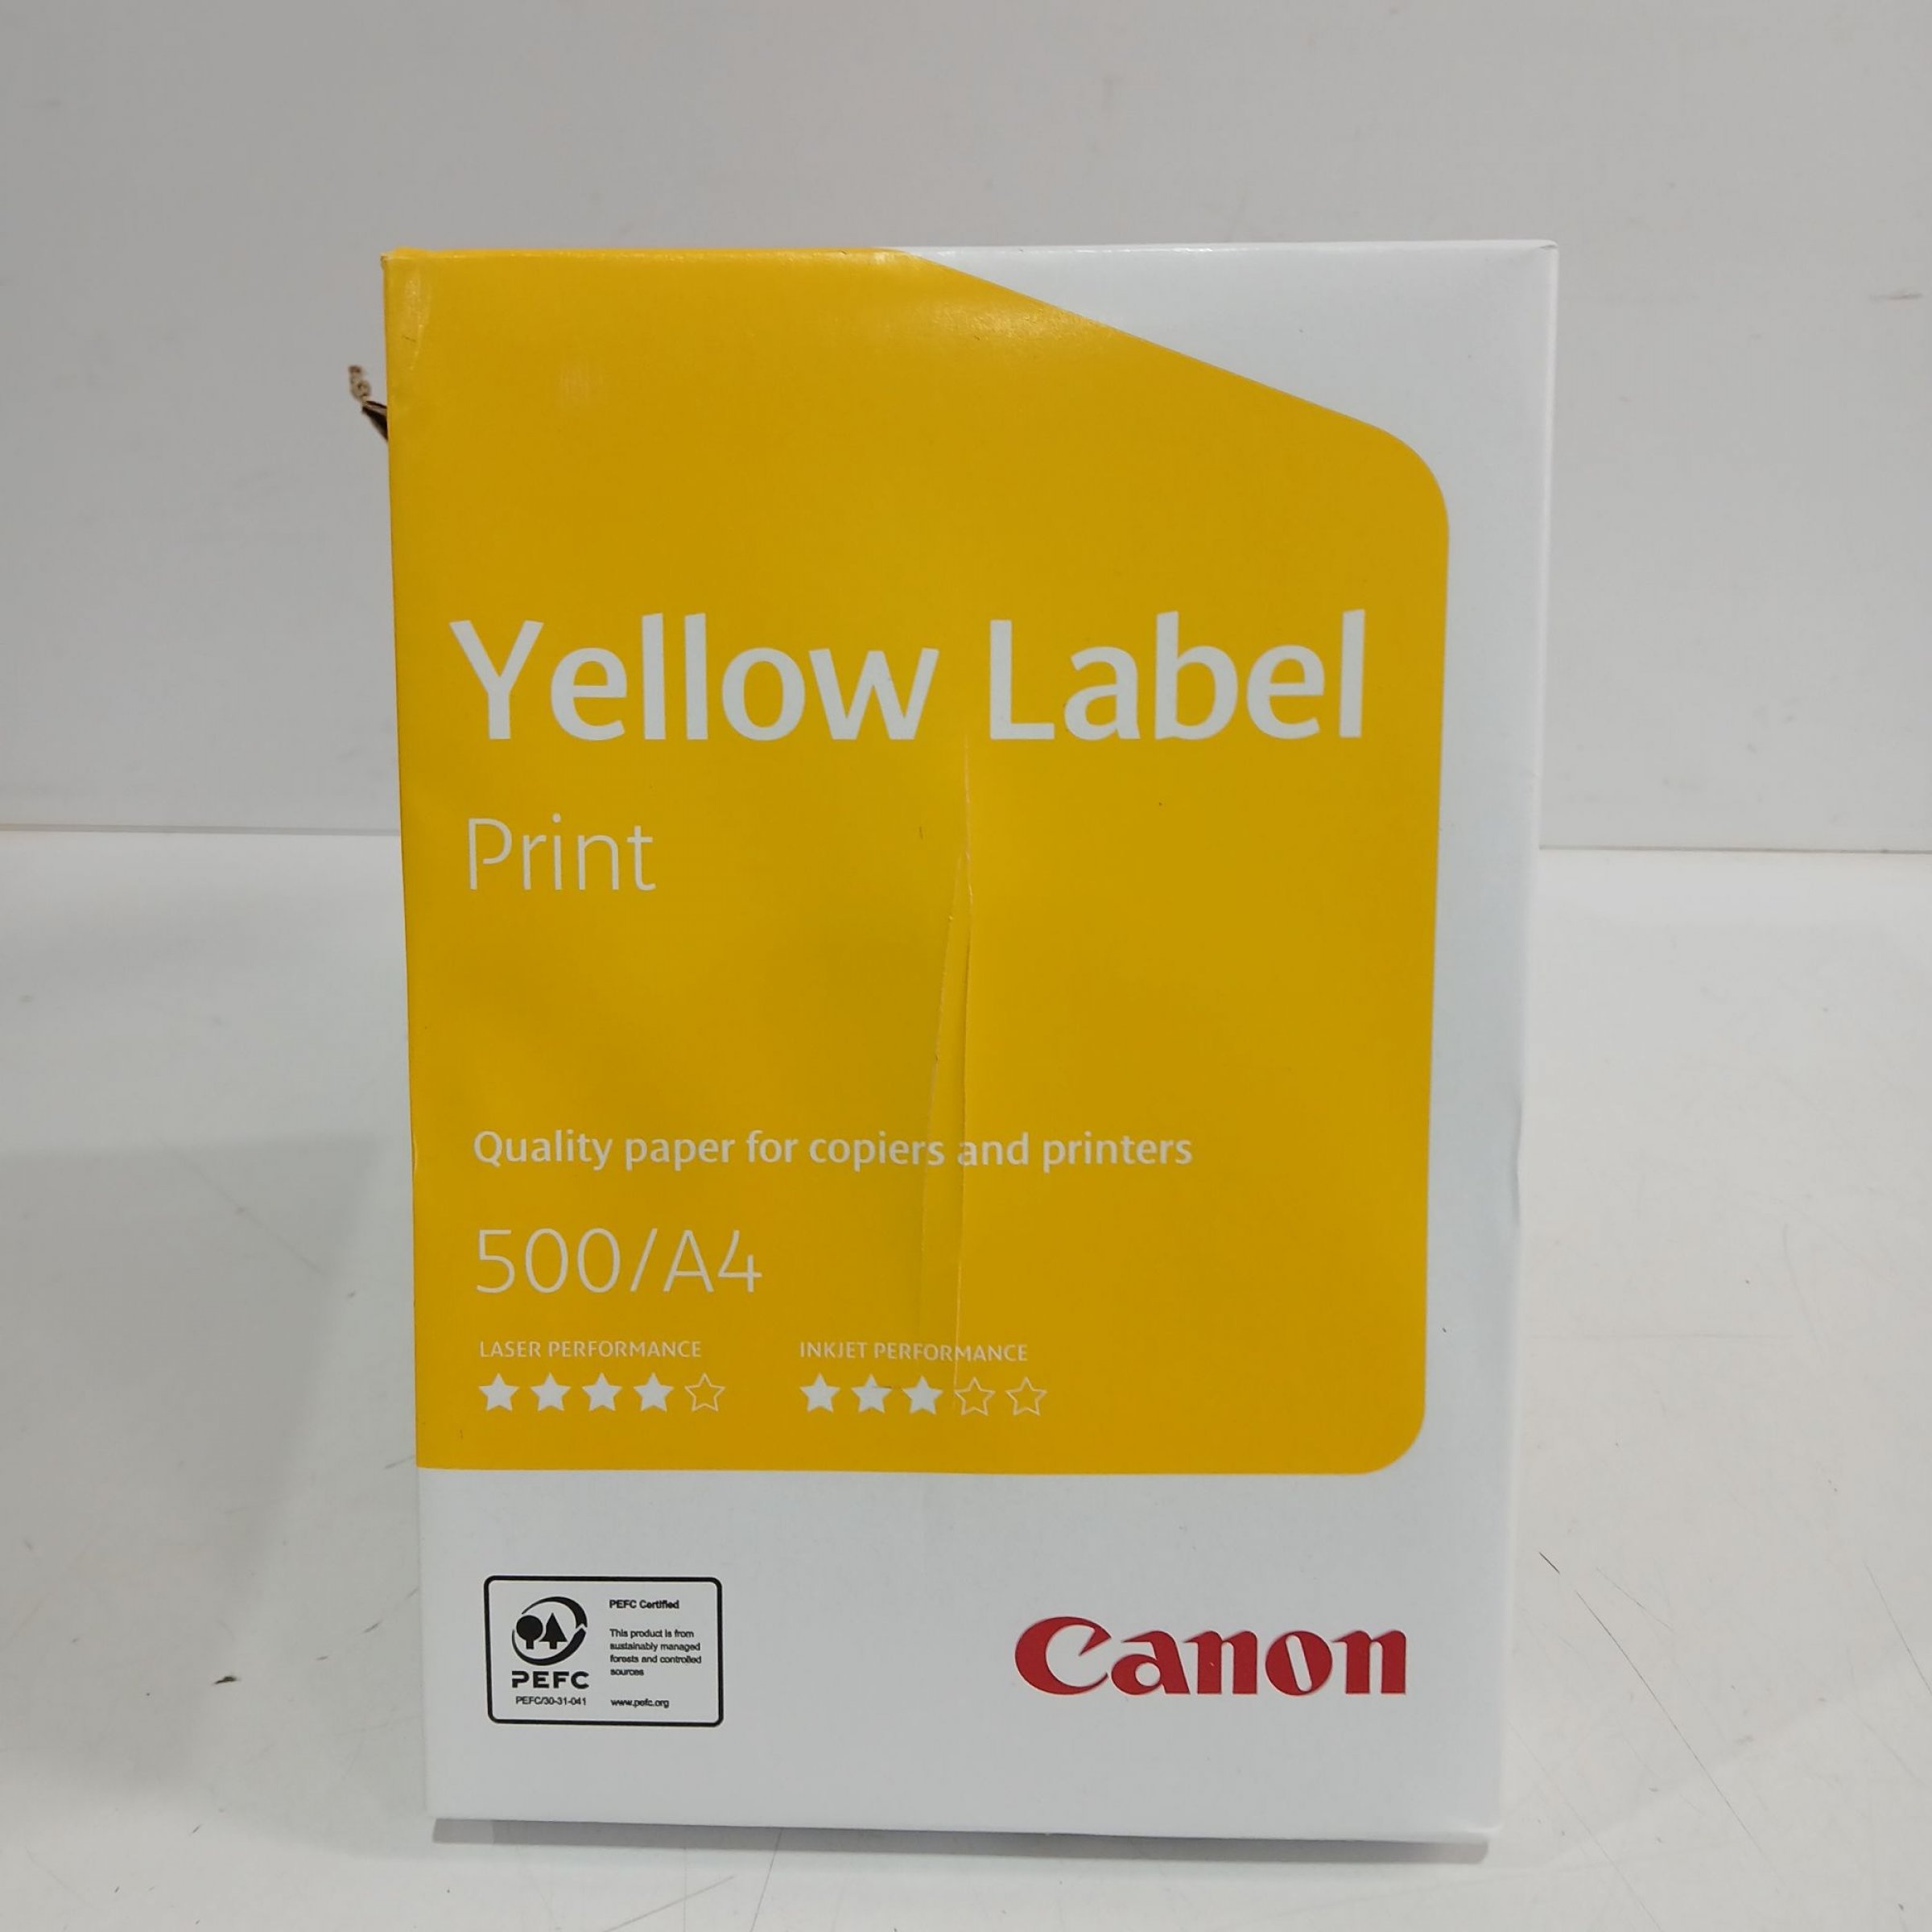 Yellow Label
Print
Quality paper for copiers and printers
500/A4
LASER PERFORMANCE
INKJET PERFORMANCE
PEFC
PEFC/30-31-041
PEFC Certified
This product is from
sustainably managed
forests and controlled
sources
www.pefc.org
Canon